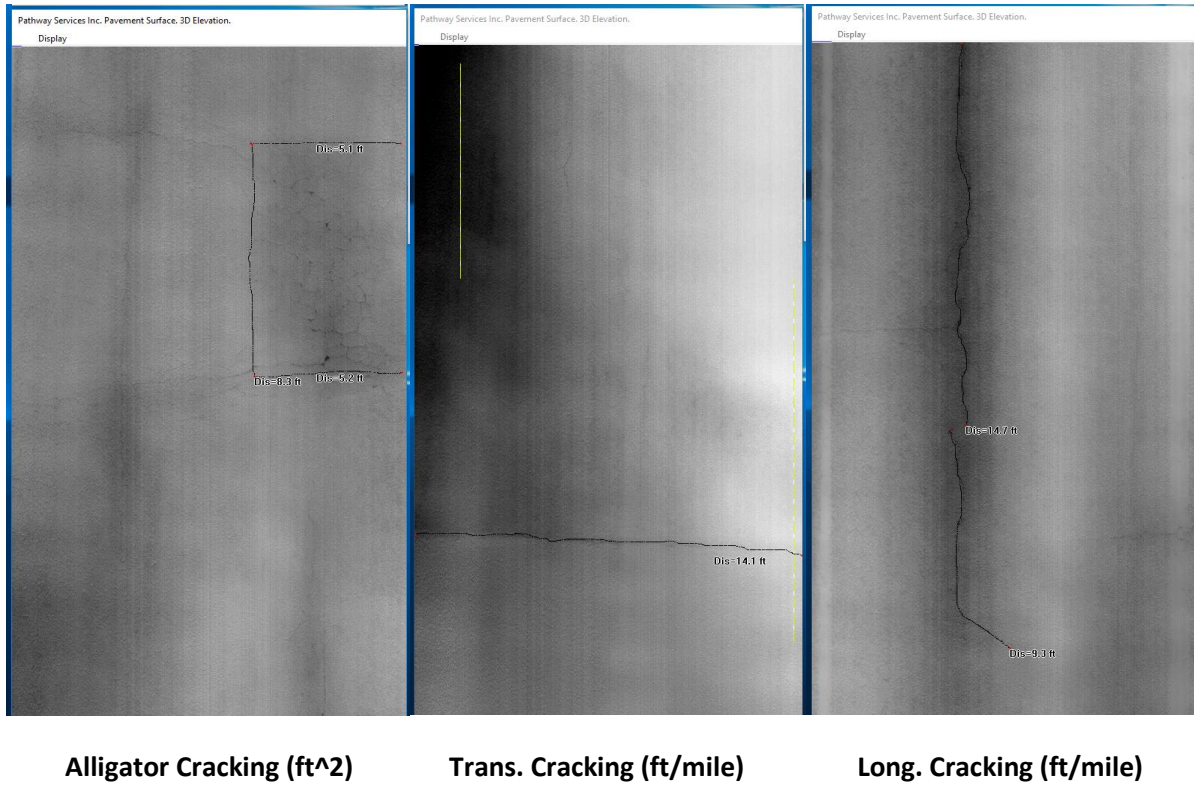 Pathway Services Inc. Pavement Surface. 3D Elevation.
Display
Dis=5.1 ft
Dis=8.3 ft
Dis=5.2 ft
Pathway Services Inc. Pavement Surface. 3D Elevation.
Display
Dis=14.1 ft
Pathway Services Inc. Pavement Surface. 3D Elevation.
Display
Dis=14.7 ft
Dis=9.3 ft
Alligator Cracking (ft^2)
Trans. Cracking (ft/mile)
Long. Cracking (ft/mile)